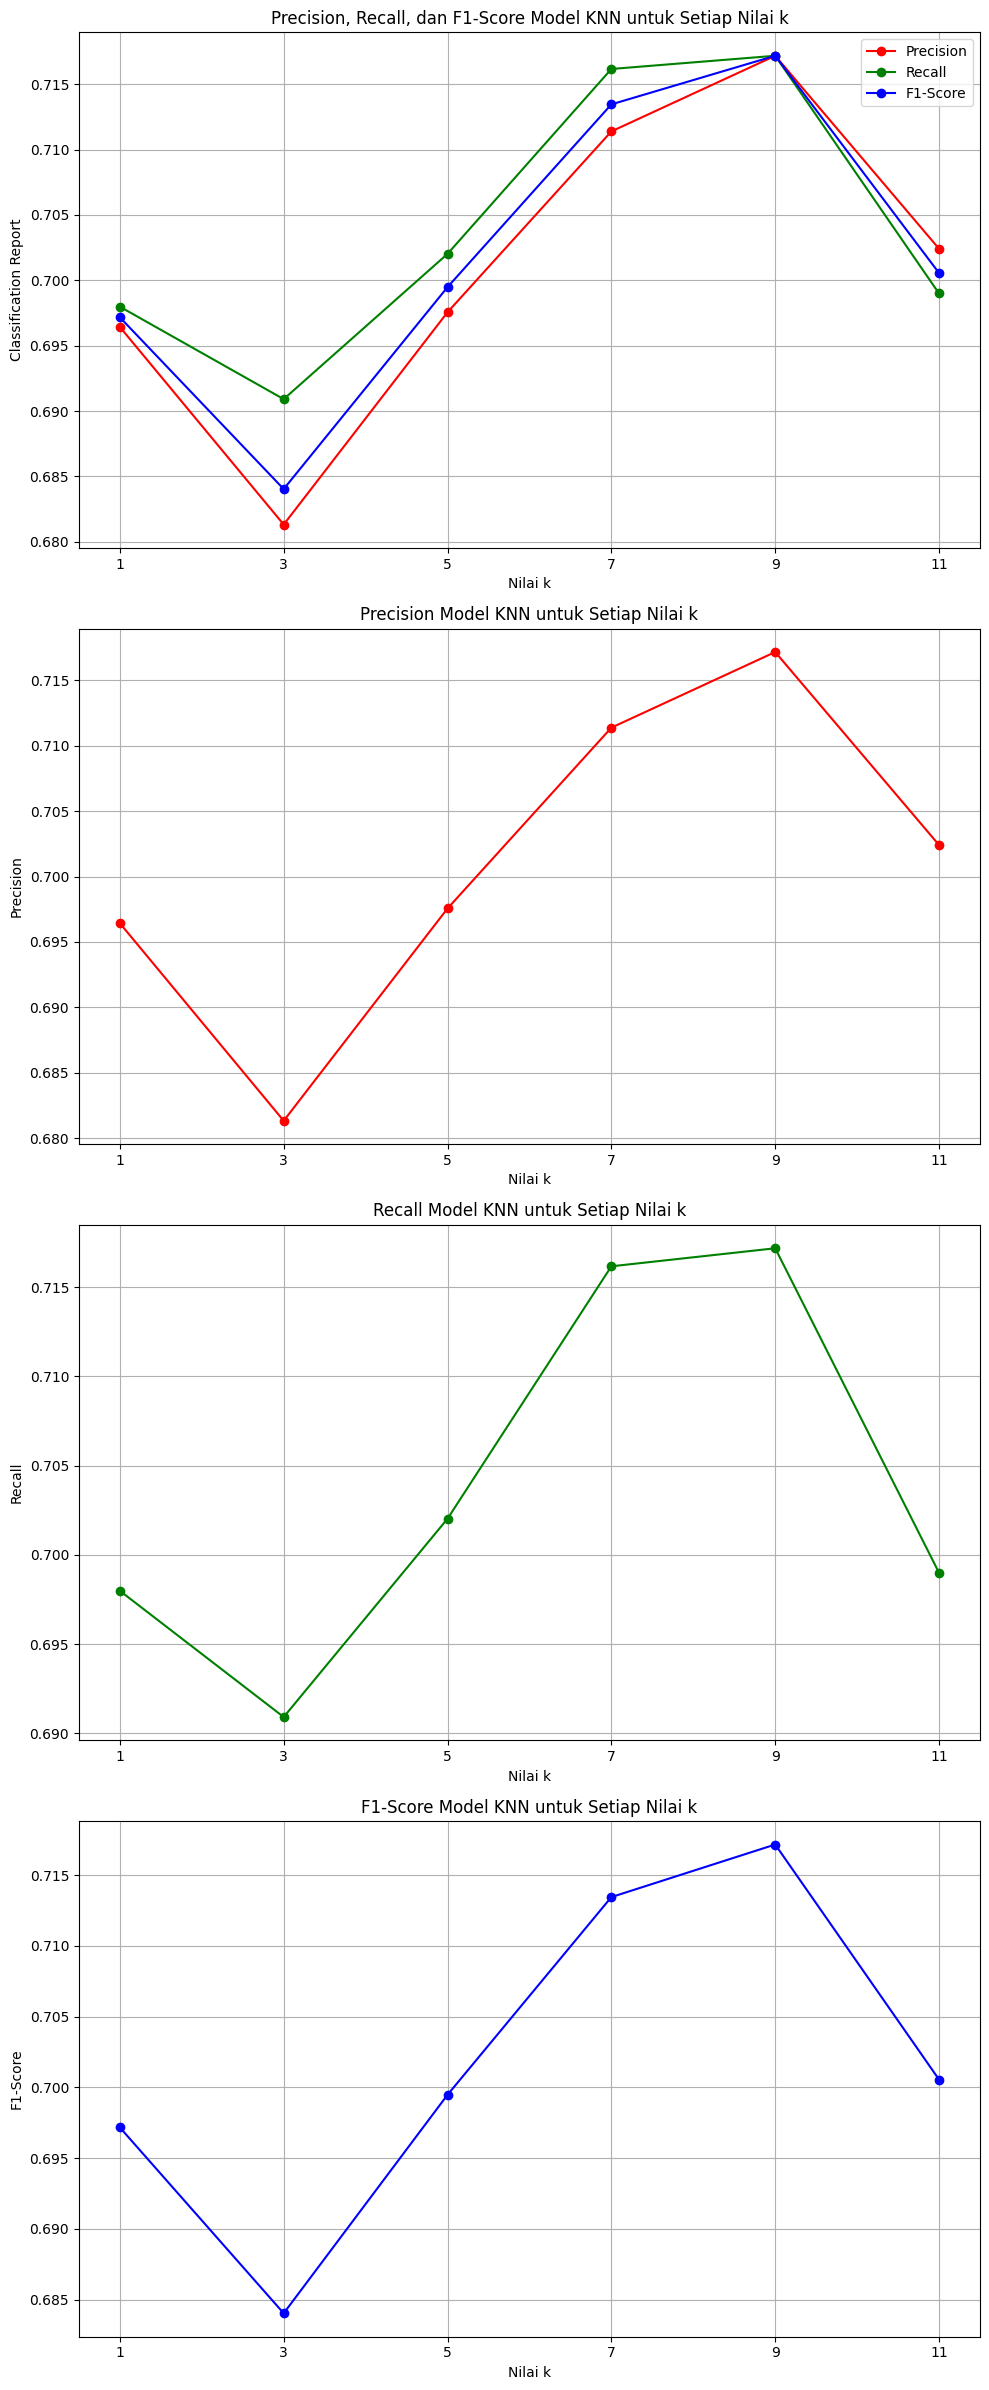 Precision, Recall, dan F1-Score Model KNN untuk Setiap Nilai k
Precision
Recall
F1-Score
0.715
0.710
0.705
0.700
0.695
0.690
0.685
0.680
Classification Report
1 3 5 7 9 11
Nilai k
Precision Model KNN untuk Setiap Nilai k
0.715
0.710
0.705
0.700
0.695
0.690
0.685
0.680
Precision
1 3 5 7 9 11
Nilai k
Recall Model KNN untuk Setiap Nilai k
0.715
0.710
0.705
0.700
0.695
0.690
Recall
1 3 5 7 9 11
Nilai k
F1-Score Model KNN untuk Setiap Nilai k
0.715
0.710
0.705
0.700
0.695
0.690
0.685
F1-Score
1 3 5 7 9 11
Nilai k